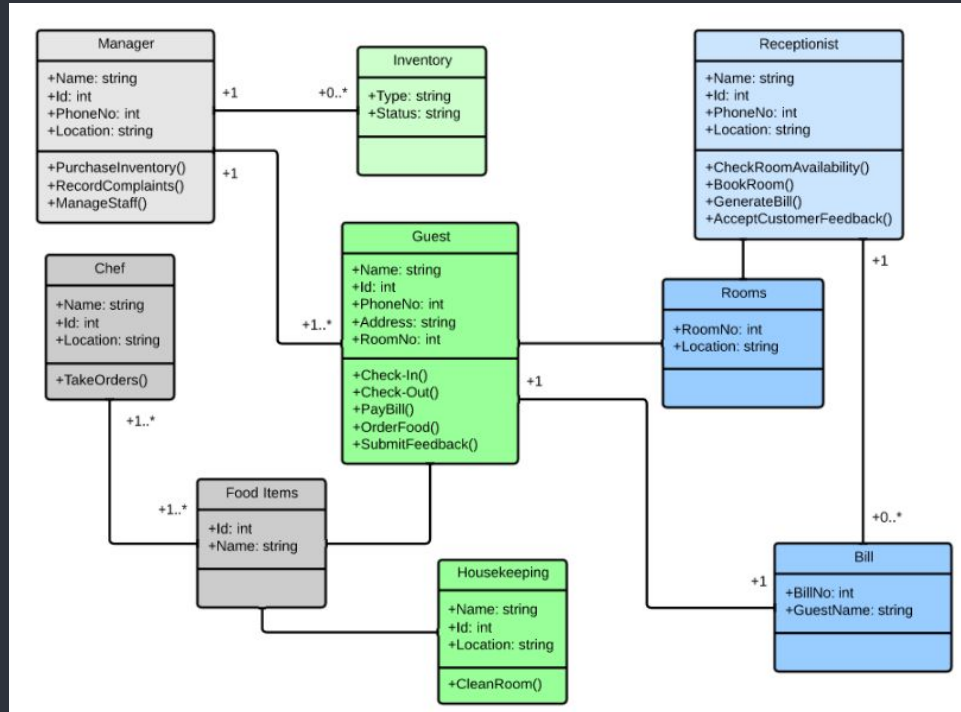 Manager
+Name: string
+Id: int
+PhoneNo: int
+Location: string
+PurchaseInventory()
+RecordComplaints()
+ManageStaff()
+1
+0..*
Inventory
+Type: string
+Status: string
Receptionist
+Name: string
+Id: int
+PhoneNo: int
+Location: string
+CheckRoomAvailability()
+BookRoom()
+GenerateBill()
+AcceptCustomerFeedback()
+1
+1
Chef
+Name: string
+Id: int
+Location: string
+TakeOrders()
+1..*
Guest
+Name: string
+Id: int
+PhoneNo: int
+Address: string
+RoomNo: int
+Check-In()
+Check-Out()
+PayBill()
+OrderFood()
+SubmitFeedback()
+1..*
+1
Rooms
+RoomNo: int
+Location: string
+1..*
Food Items
+Id: int
+Name: string
Housekeeping
+Name: string
+Id: int
+Location: string
+CleanRoom()
+0..*
+1
Bill
+BillNo: int
+GuestName: string